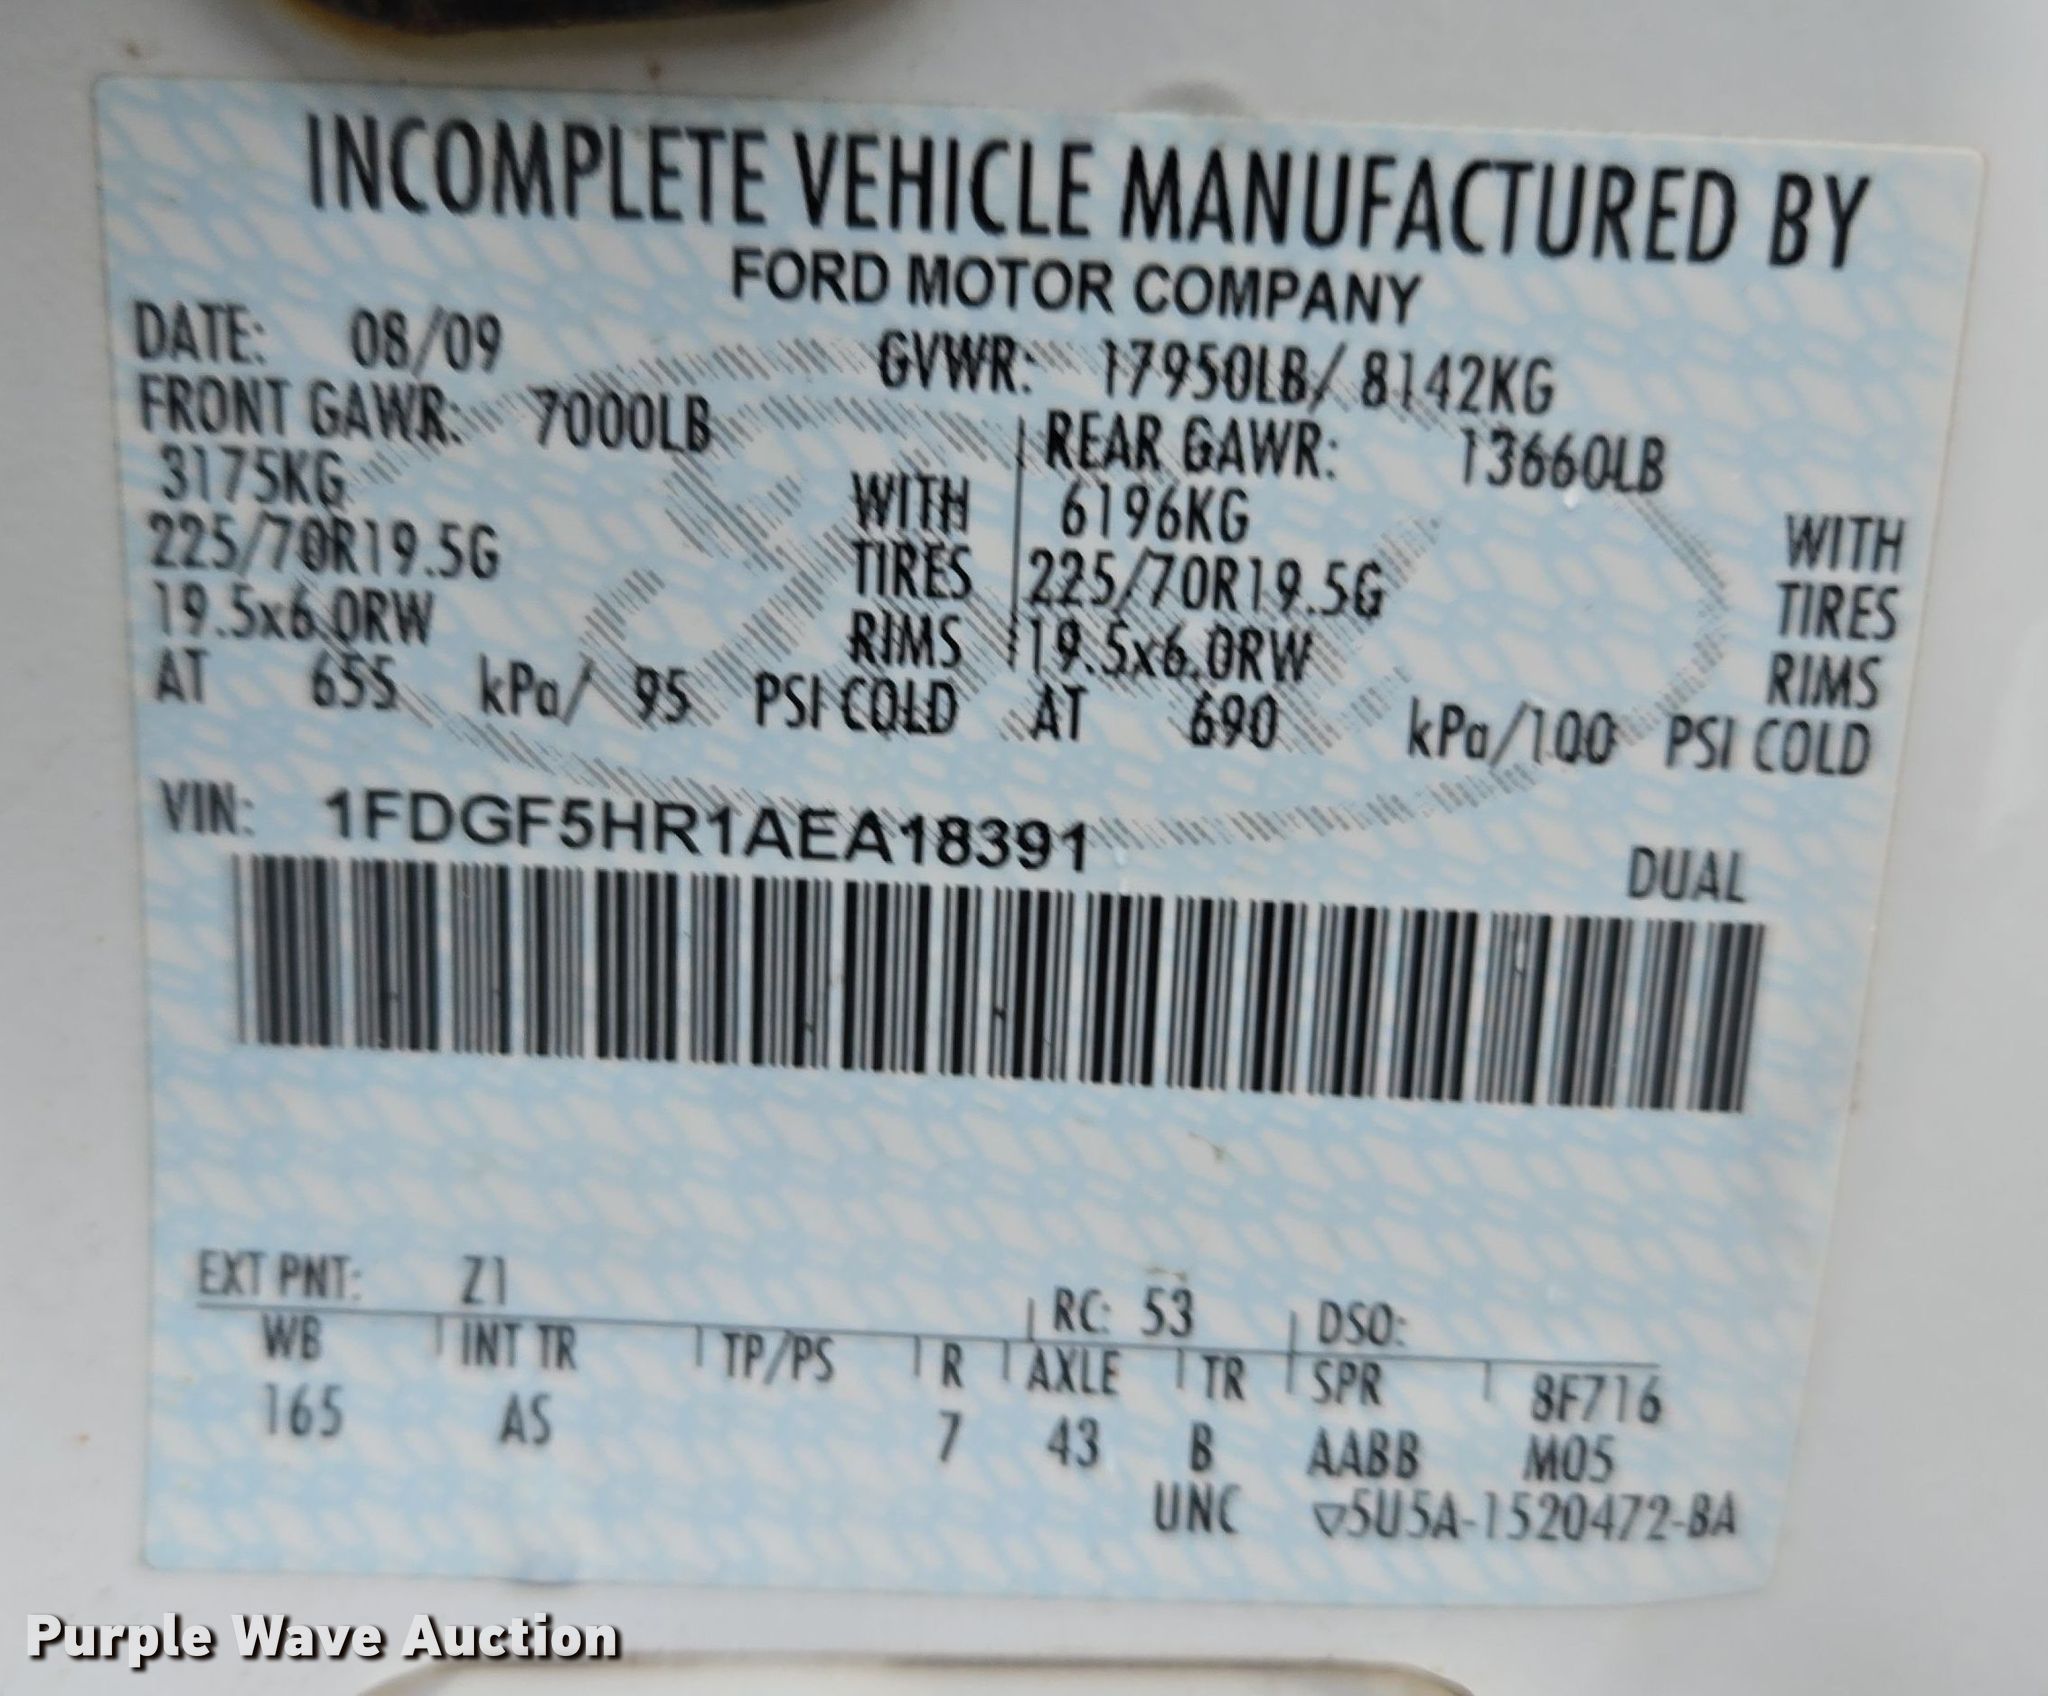 INCOMPLETE VEHICLE MANUFACTURED BY
FORD MOTOR COMPANY
DATE: 08/09 GVWR: 17950LB/ 8142KG
FRONT GAWR: 7000LB REAR GAWR: 13660LB
3175KG WITH 6196KG WITH
225/70R19.5G TIRES 225/70R19.5G TIRES
19.5x6.0RW RIMS 19.5x6.0RW RIMS
AT 655 kPa/ 95 PSI COLD AT 690 kPa/100 PSI COLD
VIN: 1FDGF5HR1AEA18391
DUAL
EXT PNT: Z1 RC: 53 DSO:
WB INT TR TP/PS R AXLE TR SPR 8F716
165 AS 7 43 B AABB M05
UNC ▽5U5A-1520472-BA
Purple Wave Auction